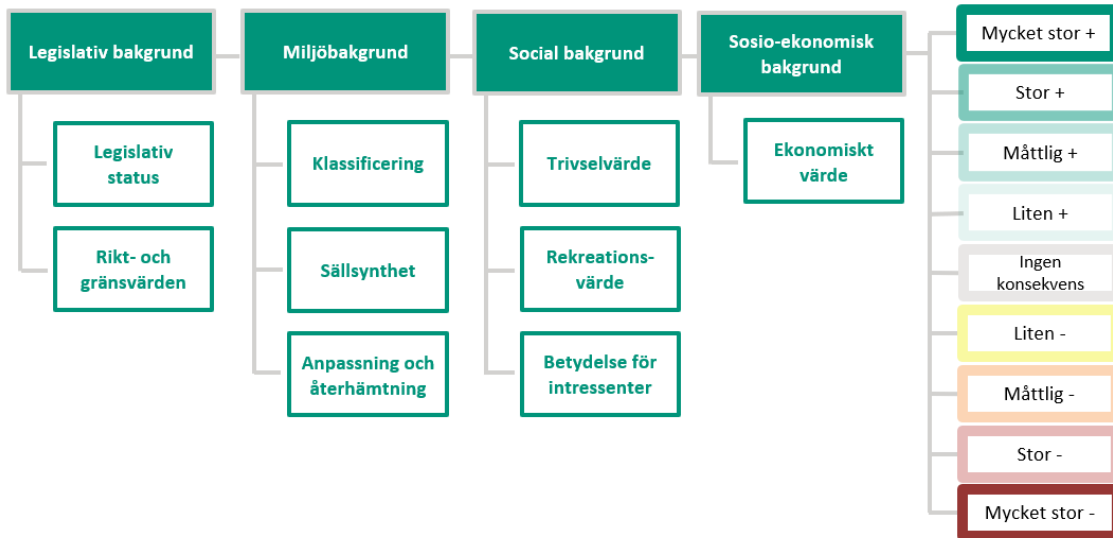 Legislativ bakgrund
Legislativ
status
Rikt- och
gränsvärden
Miljöbakgrund
Klassificering
Sällsynthet
Anpassning och
återhämtning
Social bakgrund
Trivselvärde
Rekreations-
värde
Betydelse för
intressenter
Sosio-ekonomisk
bakgrund
Ekonomiskt
värde
Mycket stor +
Stor +
Måttlig +
Liten +
Ingen
konsekvens
Liten -
Måttlig -
Stor -
Mycket stor -